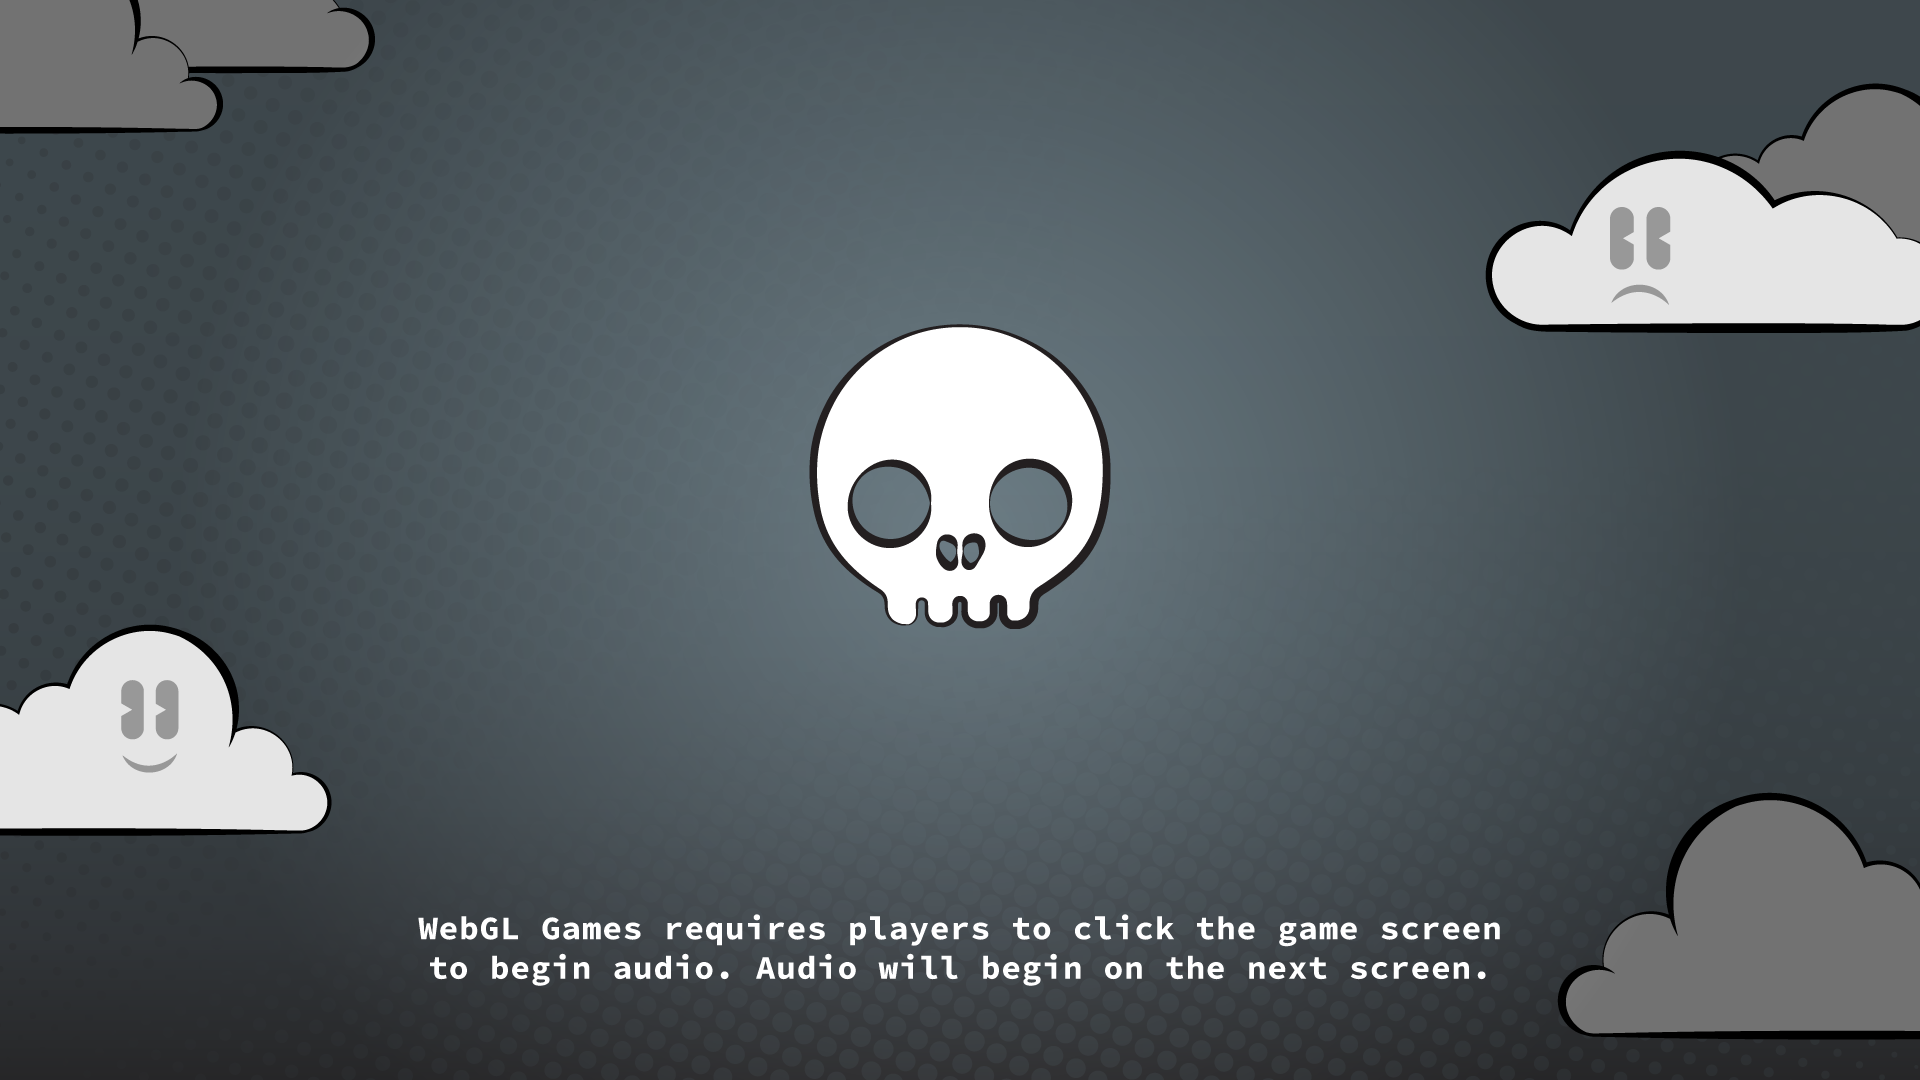 WebGL Games requires players to click the game screen
to begin audio. Audio will begin on the next screen.